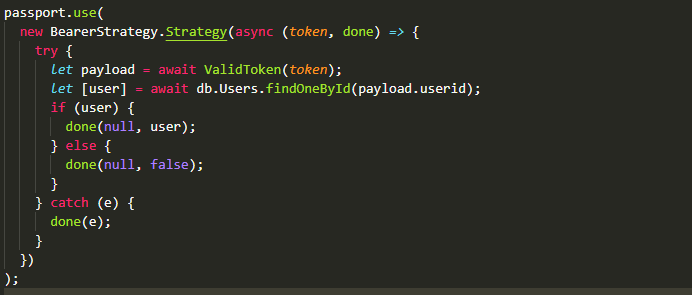 passport.use(
  new BearerStrategy.Strategy(async (token, done) => {
    try {
      let payload = await ValidToken(token);
      let [user] = await db.Users.findOneById(payload.userid);
      if (user) {
        done(null, user);
      } else {
        done(null, false);
      }
    } catch (e) {
      done(e);
    }
  })
);